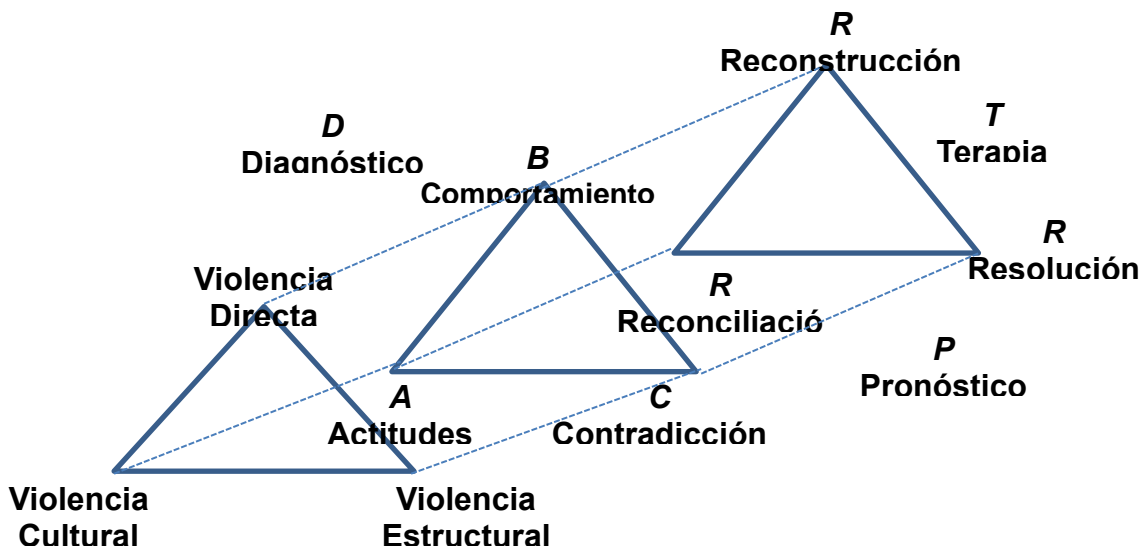 R
Reconstrucción
D
Diagnóstico
T
Terapia
B
Comportamiento
R
Resolución
Violencia
Directa
R
Reconciliació
P
Pronóstico
A
Actitudes
C
Contradicción
Violencia
Cultural
Violencia
Estructural